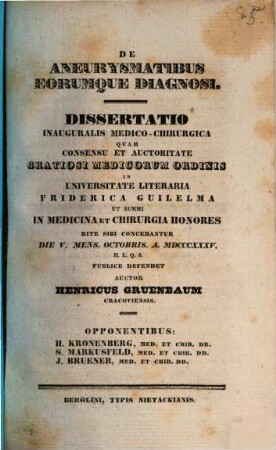 85.
DE
ANEURYSMATIBUS
EORUMQUE DIAGNOSI.
DISSERTATIO
INAUGURALIS MEDICO-CHIRURGICA
QUAM
CONSENSU ET AUCTORITATE
GRATIOSI MEDICORUM ORDINIS
IN
UNIVERSITATE LITERARIA
FRIDERICA GUILELMA
UT SUMMI
IN MEDICINA ET CHIRURGIA HONORES
RITE SIBI CONCEDANTUR
DIE V. MENS. OCTOBRIS. A. MDCCCXXXV.
H. L. Q. S.
PUBLICE DEFENDET
AUCTOR
HENRICUS GRUENBAUM
CRACOVIENSIS.
OPPONENTIBUS:
H. KRONENBERG, MED. ET CHIR. DR.
S. MARKUSFELD, MED. ET CHIR. DD.
J. BRUENER, MED. ET CHIR. DD.
BEROLINI, TYPIS NIETACKIANIS.